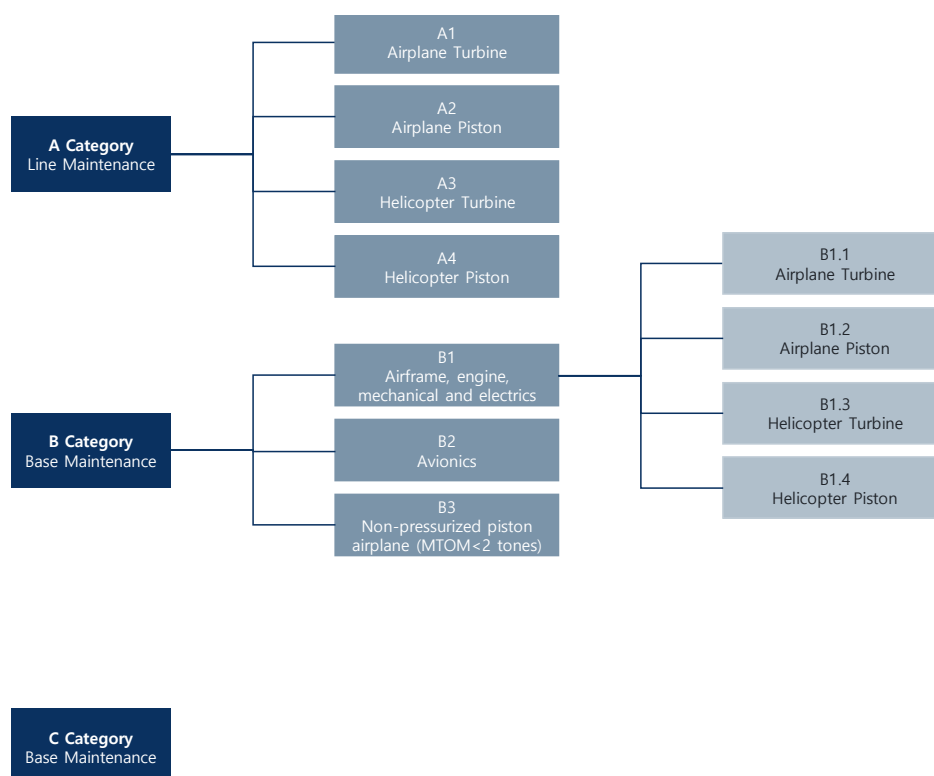 A Category
Line Maintenance
A1
Airplane Turbine
A2
Airplane Piston
A3
Helicopter Turbine
A4
Helicopter Piston
B Category
Base Maintenance
B1
Airframe, engine,
mechanical and electrics
B1.1
Airplane Turbine
B1.2
Airplane Piston
B1.3
Helicopter Turbine
B1.4
Helicopter Piston
B2
Avionics
B3
Non-pressurized piston
airplane (MTOM<2 tones)
C Category
Base Maintenance